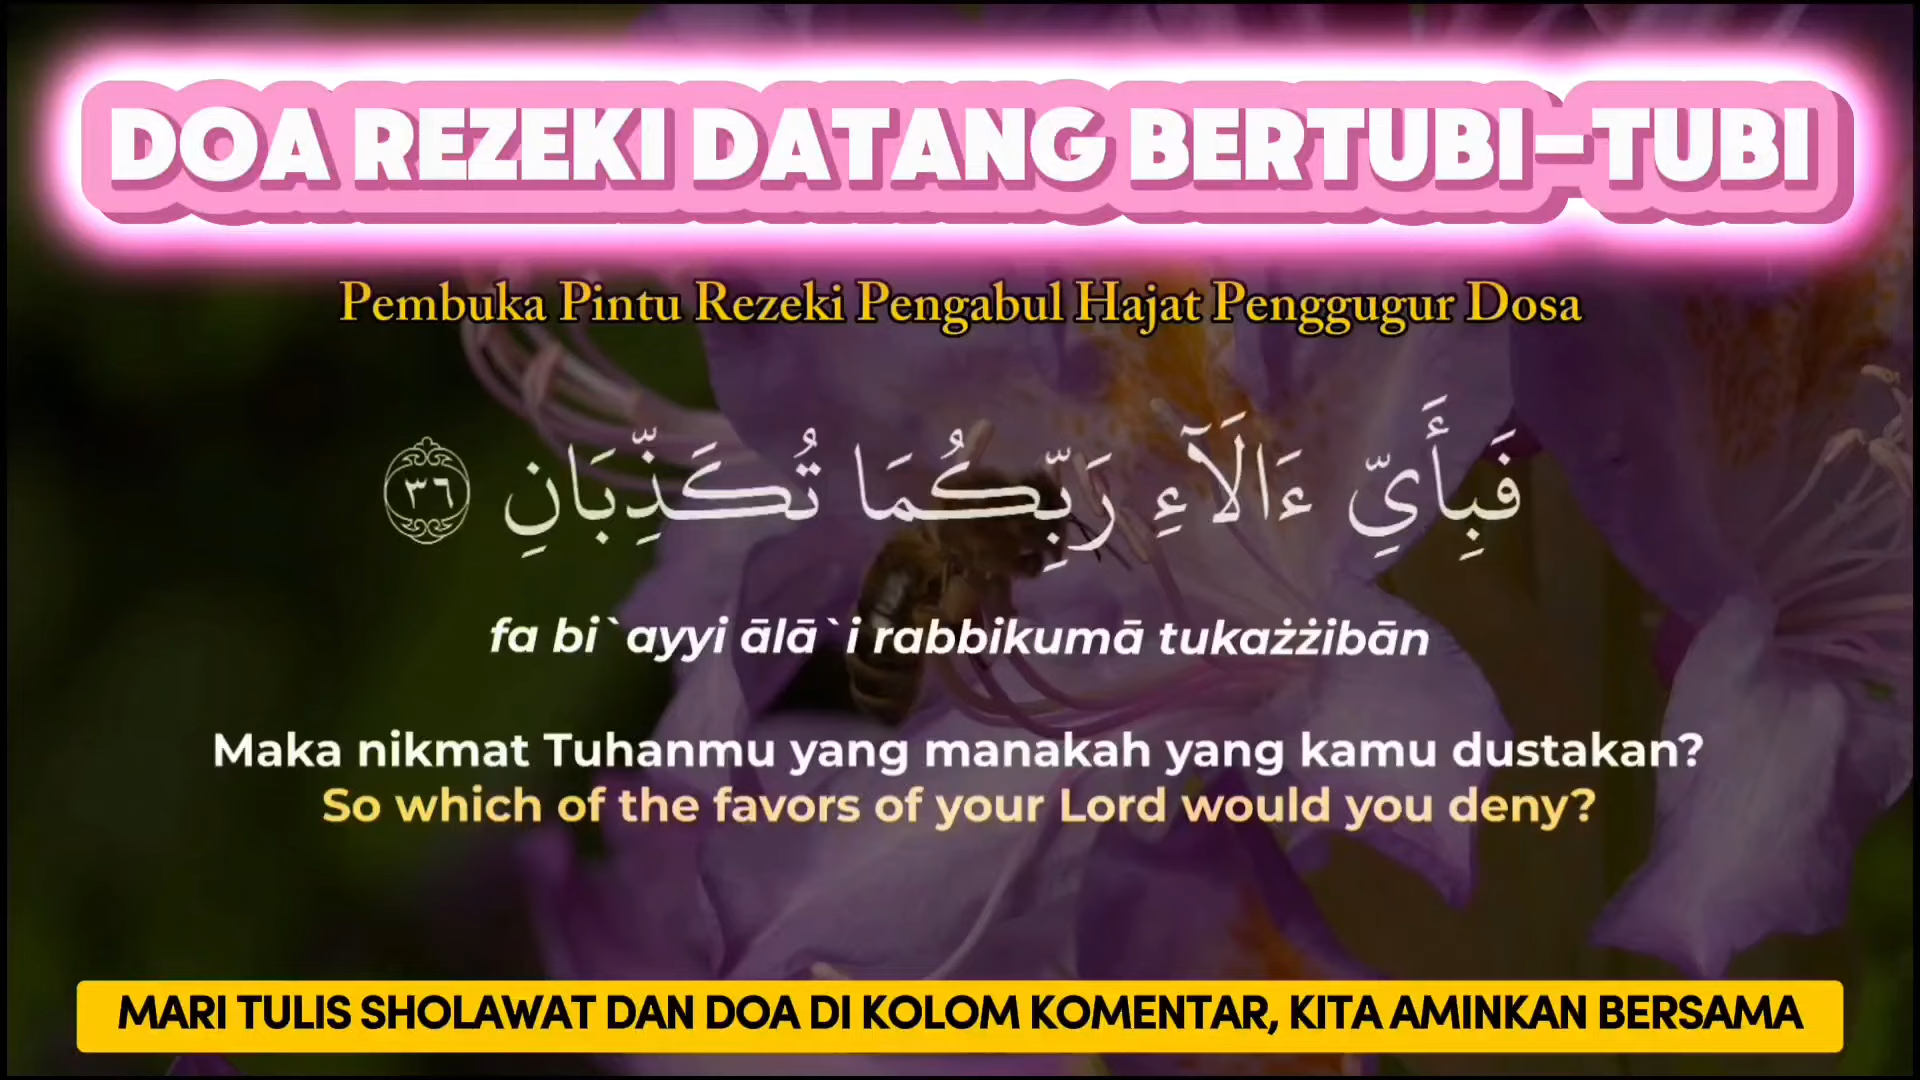 DOA REZEKI DATANG BERTUBI-TUBI
Pembuka Pintu Rezeki Pengabul Hajat Penggugur Dosa
فَبِأَيِّ ءَالَآءِ رَبِّكُمَا تُكَذِّبَانِ ٣٦
fa bi`ayyi ālā`i rabbikumā tukażżibān
Maka nikmat Tuhanmu yang manakah yang kamu dustakan?
So which of the favors of your Lord would you deny?
MARI TULIS SHOLAWAT DAN DOA DI KOLOM KOMENTAR, KITA AMINKAN BERSAMA